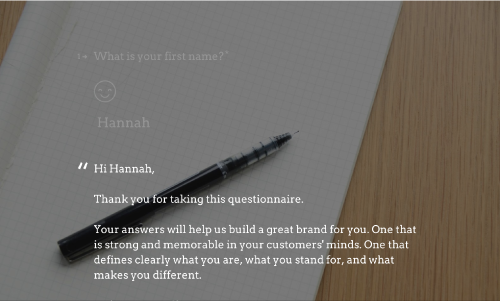 1→ What is your first name?*
Hannah
“ Hi Hannah,
Thank you for taking this questionnaire.
Your answers will help us build a great brand for you. One that
is strong and memorable in your customers' minds. One that
defines clearly what you are, what you stand for, and what
makes you different.